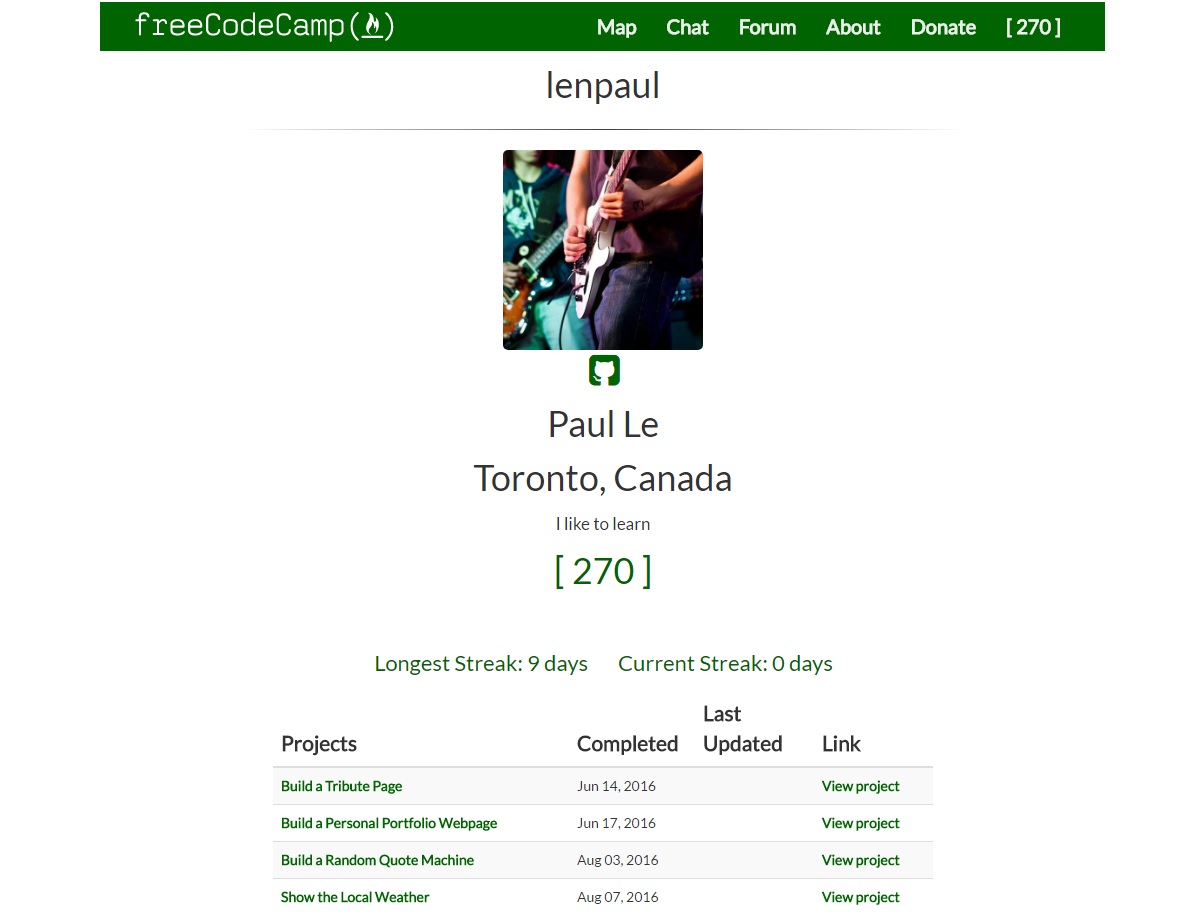 freeCodeCamp(🔥) Map Chat Forum About Donate [ 270 ]
lenpaul
Paul Le
Toronto, Canada
I like to learn
[ 270 ]
Longest Streak: 9 days Current Streak: 0 days
Projects Completed Last Updated Link
Build a Tribute Page Jun 14, 2016 View project
Build a Personal Portfolio Webpage Jun 17, 2016 View project
Build a Random Quote Machine Aug 03, 2016 View project
Show the Local Weather Aug 07, 2016 View project